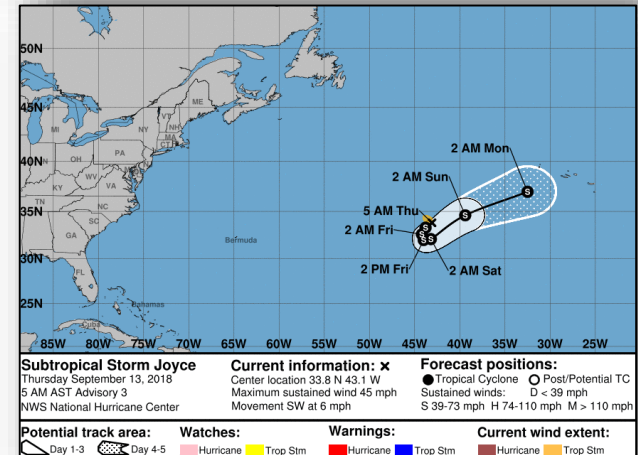 50N
45N
40N
35N
30N
25N
ME
VT
NH
MA
CT
NY
MI
PA
OH
WV
VA
KY
NC
TN
SC
GA
FL
Bermuda
Bahamas
Cuba
2 AM Mon
2 AM Sun
5 AM Thu
2 AM Fri
2 PM Fri
2 AM Sat
S
S
S
S
S
S
85W 80W 75W 70W 65W 60W 55W 50W 45W 40W 35W 30W 25W
Subtropical Storm Joyce
Thursday September 13, 2018
5 AM AST Advisory 3
NWS National Hurricane Center
Current information: x
Center location 33.8 N 43.1 W
Maximum sustained wind 45 mph
Movement SW at 6 mph
Forecast positions:
Tropical Cyclone Post/Potential TC
Sustained winds: D < 39 mph
S 39-73 mph H 74-110 mph M > 110 mph
Potential track area:
Day 1-3 Day 4-5
Watches:
Hurricane Trop Stm
Warnings:
Hurricane Trop Stm
Current wind extent:
Hurricane Trop Stm